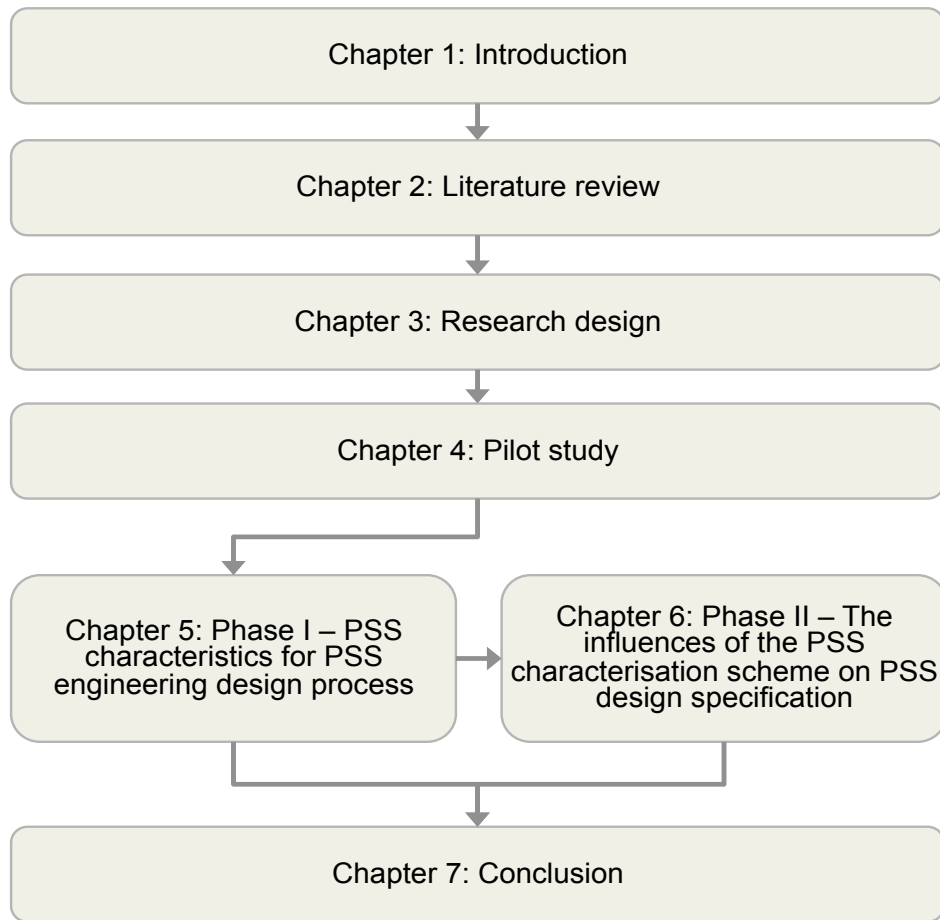 Chapter 1: Introduction
Chapter 2: Literature review
Chapter 3: Research design
Chapter 4: Pilot study
Chapter 5: Phase I – PSS
characteristics for PSS
engineering design process
Chapter 6: Phase II – The
influences of the PSS
characterisation scheme on PSS
design specification
Chapter 7: Conclusion